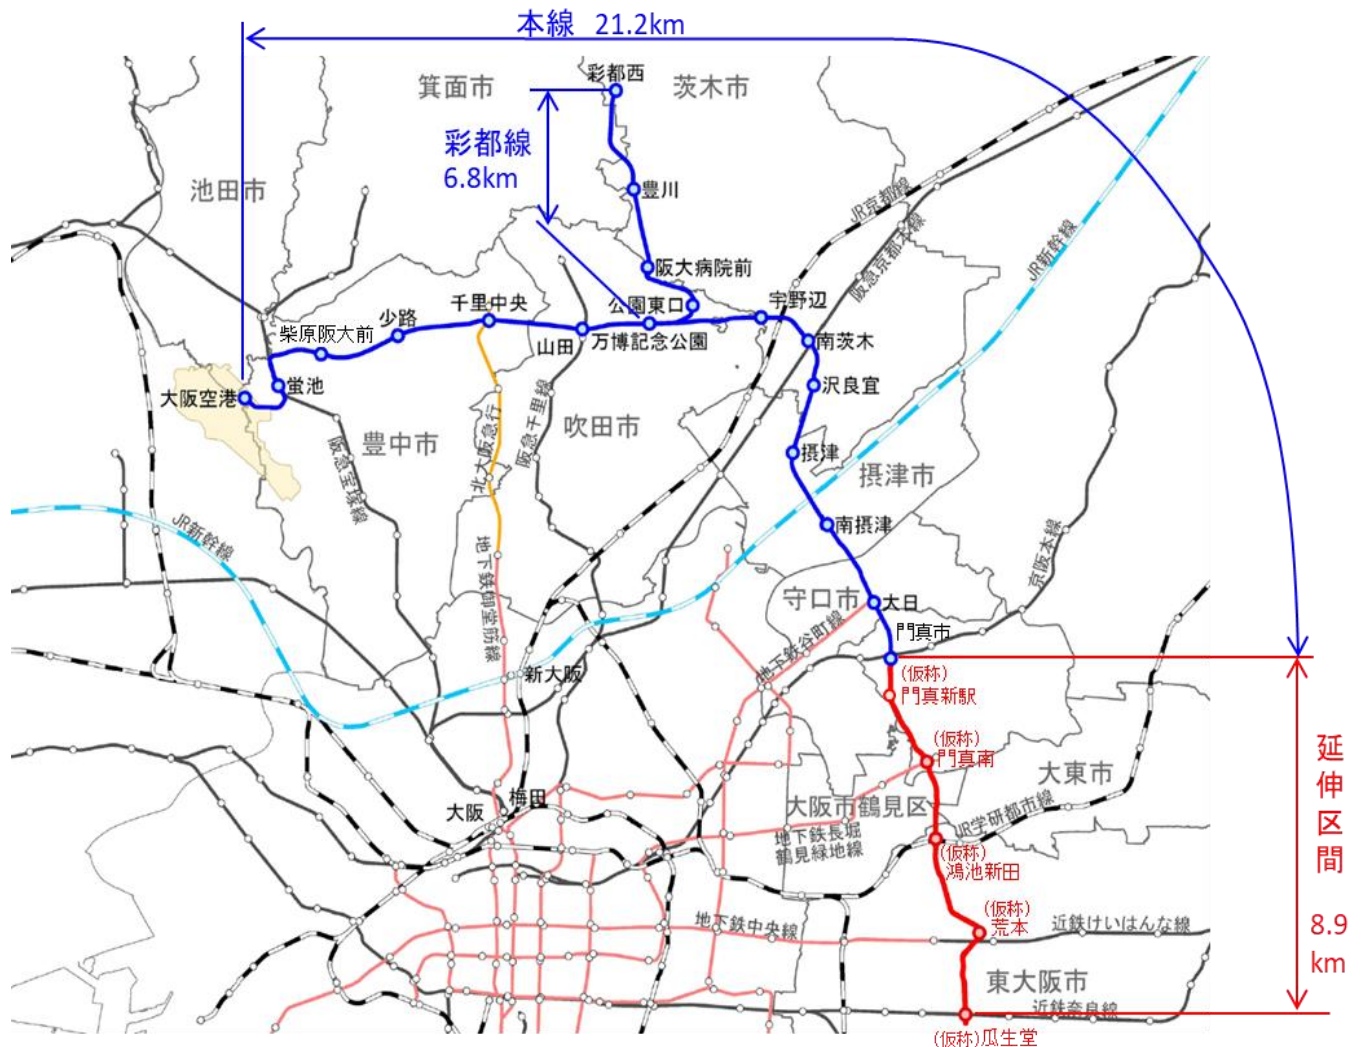 本線 21.2km
彩都西
箕面市
茨木市
彩都線
6.8km
池田市
豊川
JR京都線
阪急京都本線
JR新幹線
阪大病院前
千里中央
公園東口
宇野辺
少路
柴原阪大前
山田
万博記念公園
南茨木
大阪空港
蛍池
沢良宜
豊中市
北大阪急行
阪急千里線
吹田市
阪急宝塚線
摂津
摂津市
JR新幹線
南摂津
地下鉄御堂筋線
京阪本線
守口市
大日
門真市
地下鉄谷町線
新大阪
(仮称)
門真新駅
(仮称)
門真南
延伸区間
8.9
km
大東市
大阪
梅田
大阪市鶴見区
JR学研都市線
地下鉄長堀
鶴見緑地線
(仮称)
鴻池新田
(仮称)
荒本
地下鉄中央線
近鉄けいはんな線
東大阪市
近鉄奈良線
(仮称)瓜生堂